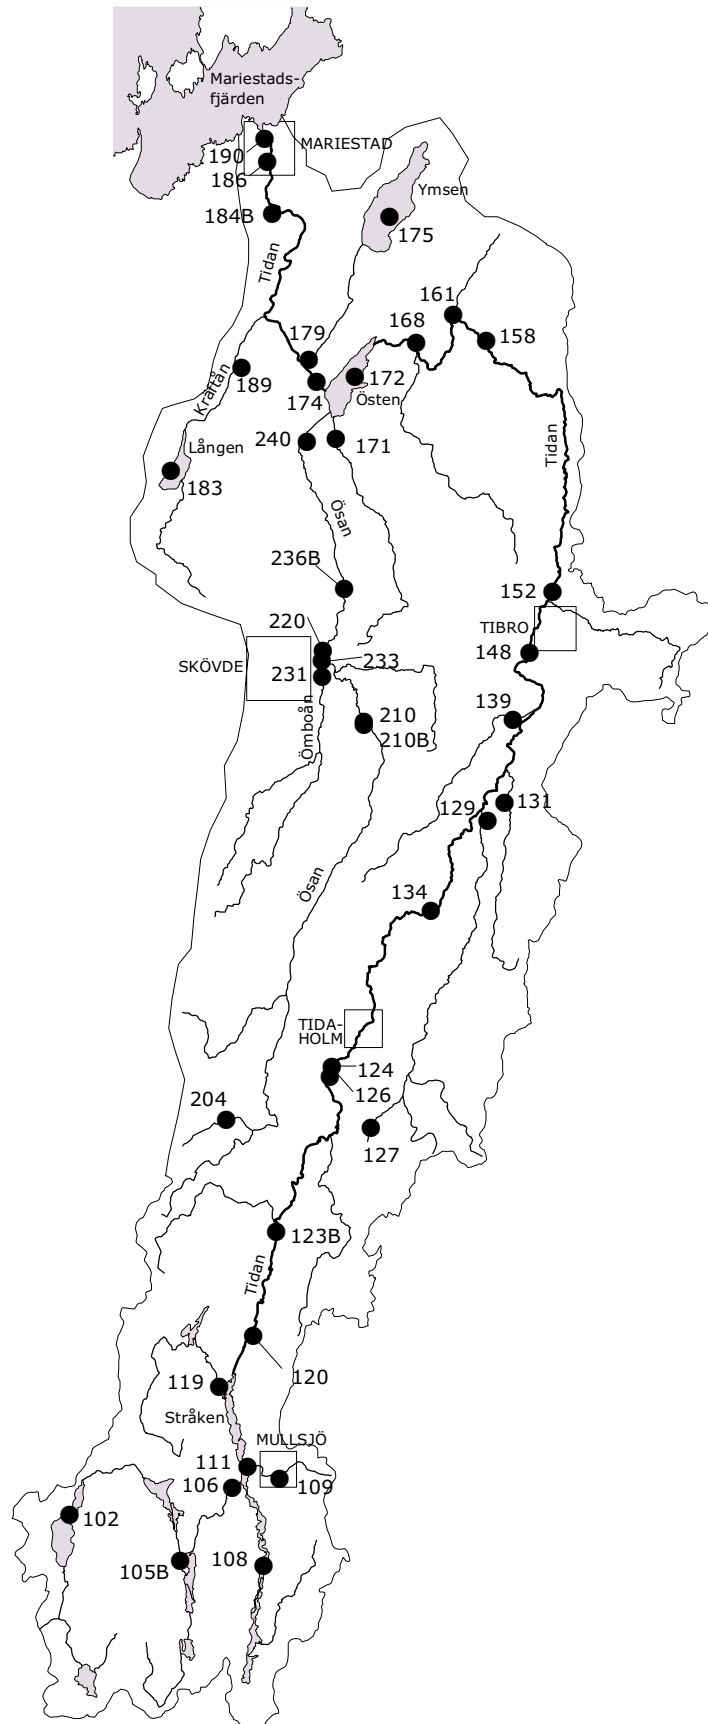 Mariestads-
fjärden
190
MARIESTAD
186
Ymsen
184B
175
Tidan
161
168
158
179
172
189
174
Östen
Kräftån
Tidan
240
171
Lången
183
Ösan
236B
152
220
TIBRO
SKÖVDE
233
148
231
139
210
Ömboån
210B
131
129
Ösan
134
TIDA-
HOLM
124
126
204
127
123B
Tidan
120
119
Stråken
MULLSJÖ
111
106
109
102
105B
108